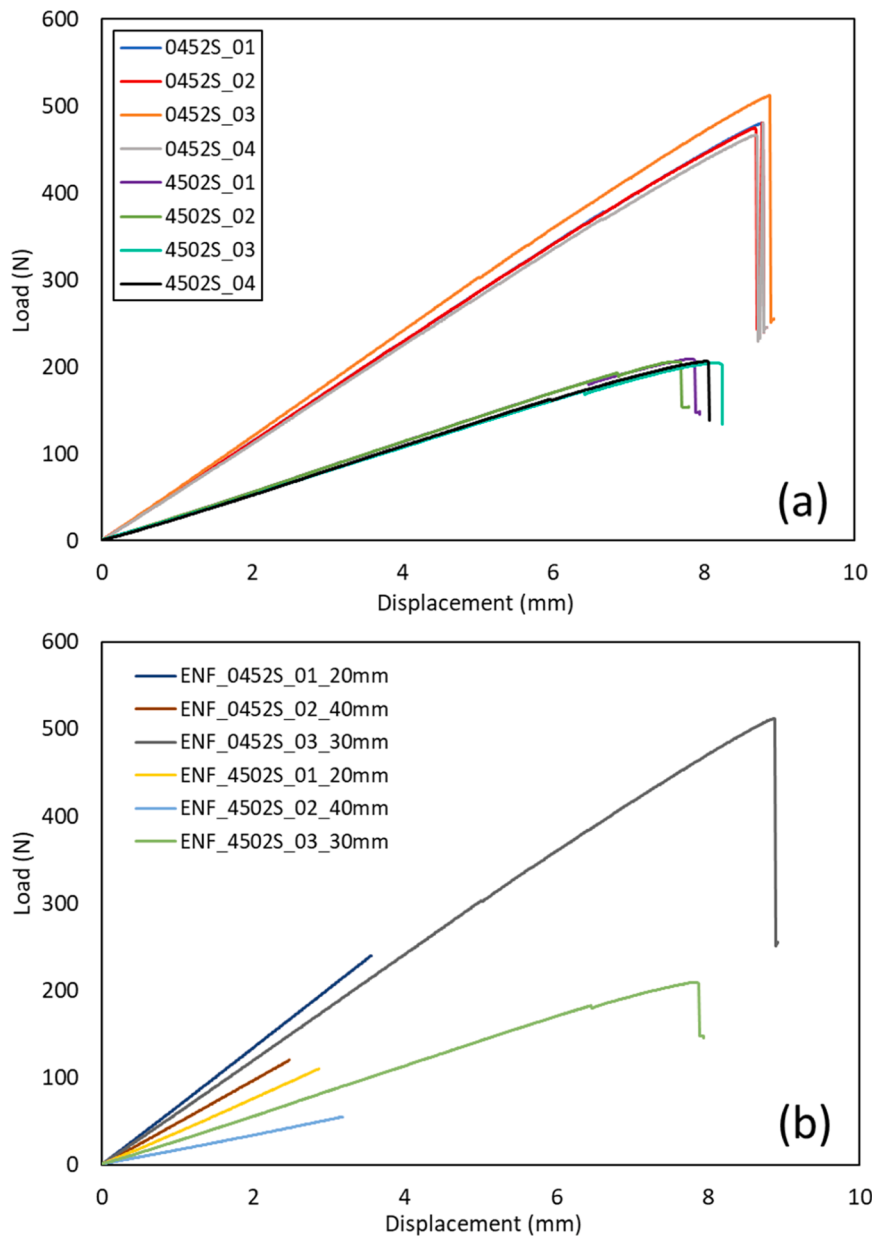 600
500
400
300
200
100
0
Load (N)
0452S_01
0452S_02
0452S_03
0452S_04
4502S_01
4502S_02
4502S_03
4502S_04
(a)
0 2 4 6 8 10
Displacement (mm)
600
500
400
300
200
100
0
Load (N)
ENF_0452S_01_20mm
ENF_0452S_02_40mm
ENF_0452S_03_30mm
ENF_4502S_01_20mm
ENF_4502S_02_40mm
ENF_4502S_03_30mm
(b)
0 2 4 6 8 10
Displacement (mm)